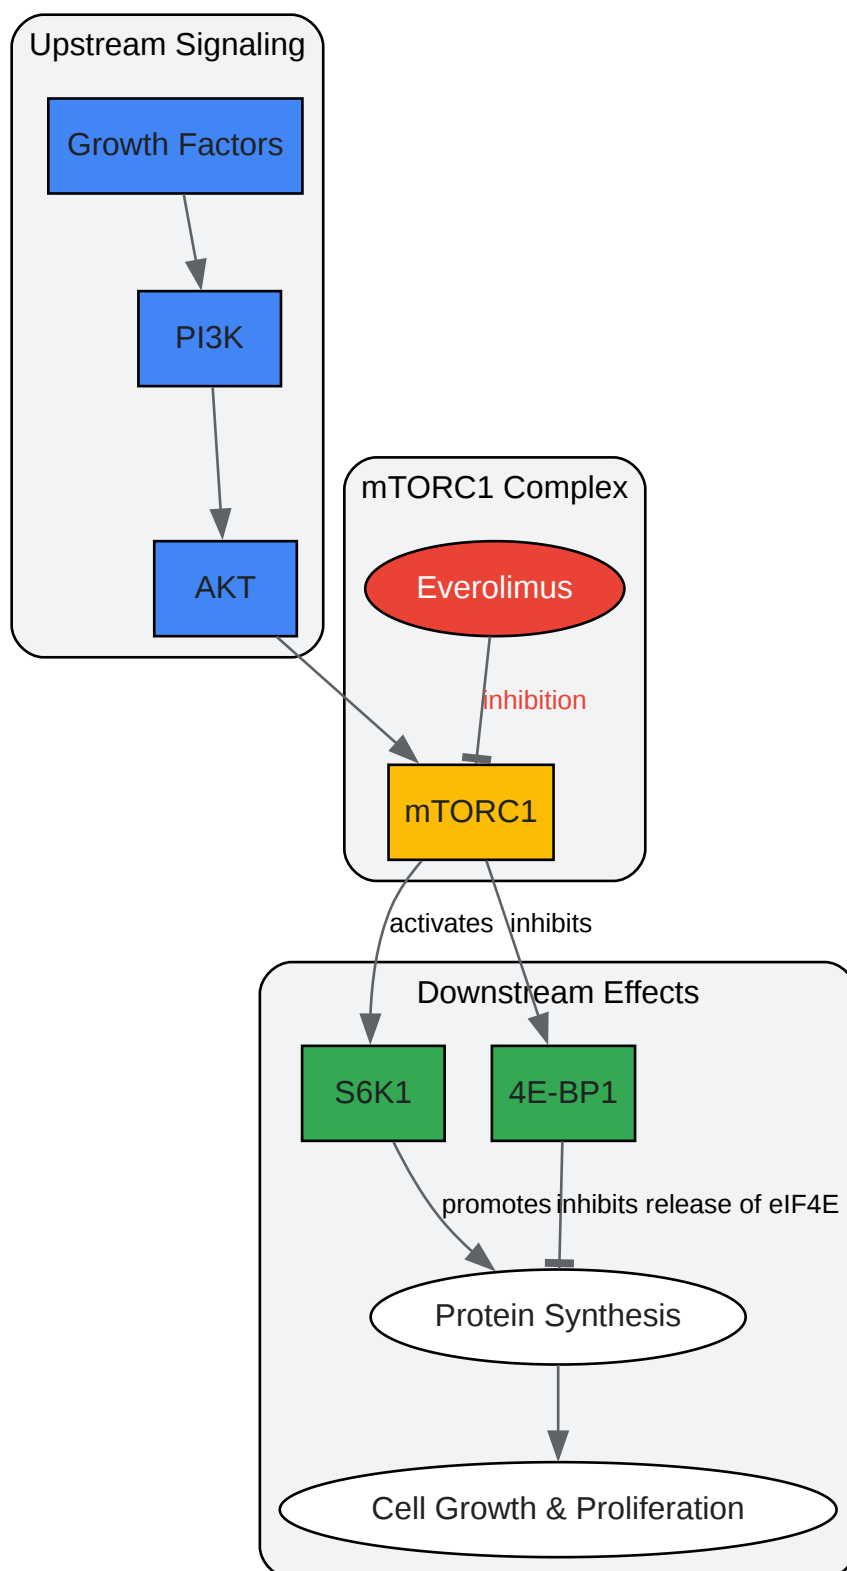 Upstream Signaling
Growth Factors
PI3K
AKT
mTORC1 Complex
Everolimus
inhibition
mTORC1
activates
inhibits
Downstream Effects
S6K1
4E-BP1
promotes
inhibits release of eIF4E
Protein Synthesis
Cell Growth & Proliferation